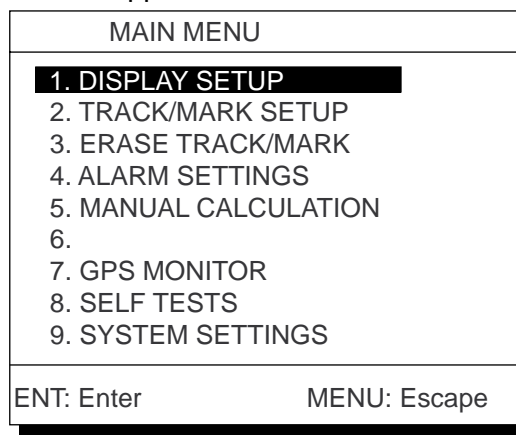 MAIN MENU
1. DISPLAY SETUP
2. TRACK/MARK SETUP
3. ERASE TRACK/MARK
4. ALARM SETTINGS
5. MANUAL CALCULATION
6.
7. GPS MONITOR
8. SELF TESTS
9. SYSTEM SETTINGS
ENT: Enter MENU: Escape